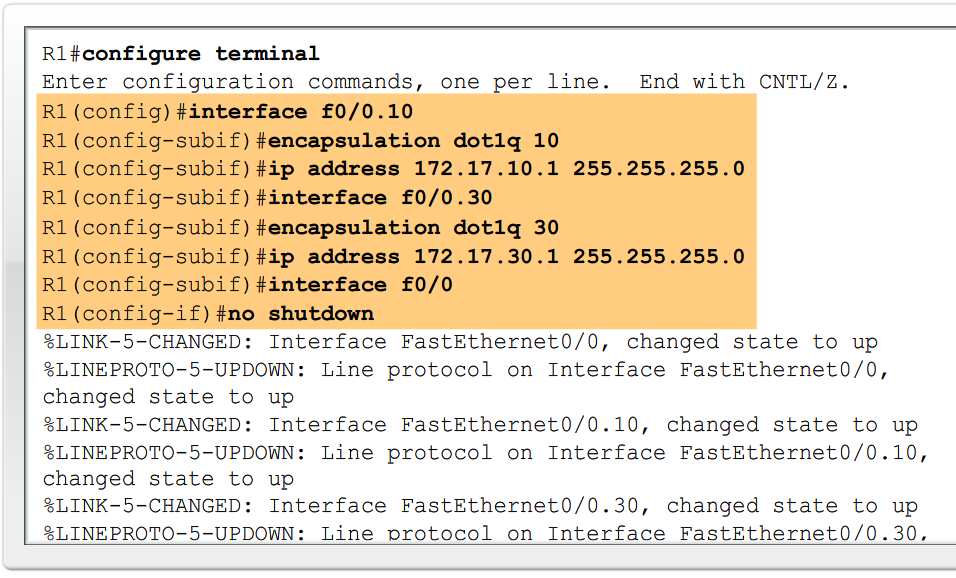 R1#configure terminal
Enter configuration commands, one per line.  End with CNTL/Z.
R1(config)#interface f0/0.10
R1(config-subif)#encapsulation dot1q 10
R1(config-subif)#ip address 172.17.10.1 255.255.255.0
R1(config-subif)#interface f0/0.30
R1(config-subif)#encapsulation dot1q 30
R1(config-subif)#ip address 172.17.30.1 255.255.255.0
R1(config-subif)#interface f0/0
R1(config-if)#no shutdown
%LINK-5-CHANGED: Interface FastEthernet0/0, changed state to up
%LINEPROTO-5-UPDOWN: Line protocol on Interface FastEthernet0/0,
changed state to up
%LINK-5-CHANGED: Interface FastEthernet0/0.10, changed state to up
%LINEPROTO-5-UPDOWN: Line protocol on Interface FastEthernet0/0.10,
changed state to up
%LINK-5-CHANGED: Interface FastEthernet0/0.30, changed state to up
%LINEPROTO-5-UPDOWN: Line protocol on Interface FastEthernet0/0.30,